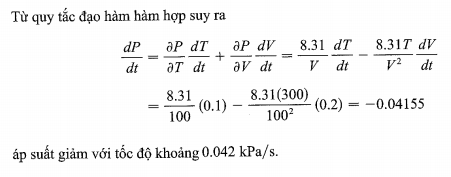 Từ quy tắc đạo hàm hàm hợp suy ra
dP/dt = ∂P/∂T dT/dt + ∂P/∂V dV/dt = 8.31/V dT/dt − 8.31T/V² dV/dt
= 8.31/100 (0.1) − 8.31(300)/100² (0.2) = −0.04155
áp suất giảm với tốc độ khoảng 0.042 kPa/s.